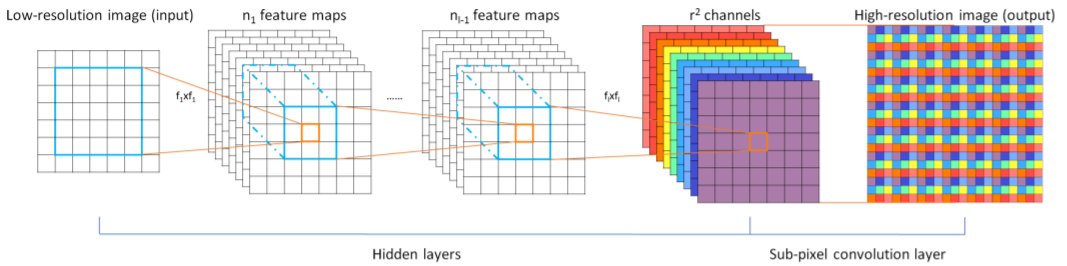 Low-resolution image (input)
n₁ feature maps
nₗ₋₁ feature maps
r² channels
High-resolution image (output)
f₁xf₁
......
fₗxfₗ
Hidden layers
Sub-pixel convolution layer